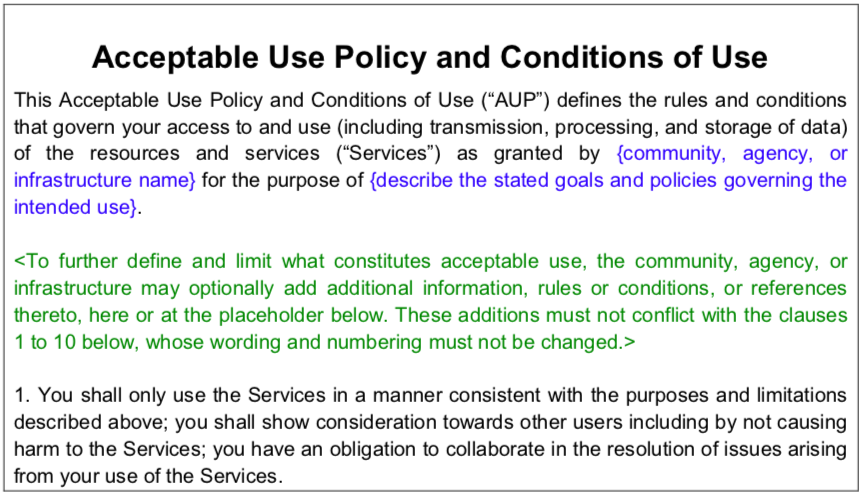 Acceptable Use Policy and Conditions of Use
This Acceptable Use Policy and Conditions of Use (“AUP”) defines the rules and conditions
that govern your access to and use (including transmission, processing, and storage of data)
of the resources and services (“Services”) as granted by {community, agency, or
infrastructure name} for the purpose of {describe the stated goals and policies governing the
intended use}.
<To further define and limit what constitutes acceptable use, the community, agency, or
infrastructure may optionally add additional information, rules or conditions, or references
thereto, here or at the placeholder below. These additions must not conflict with the clauses
1 to 10 below, whose wording and numbering must not be changed.>
1. You shall only use the Services in a manner consistent with the purposes and limitations
described above; you shall show consideration towards other users including by not causing
harm to the Services; you have an obligation to collaborate in the resolution of issues arising
from your use of the Services.